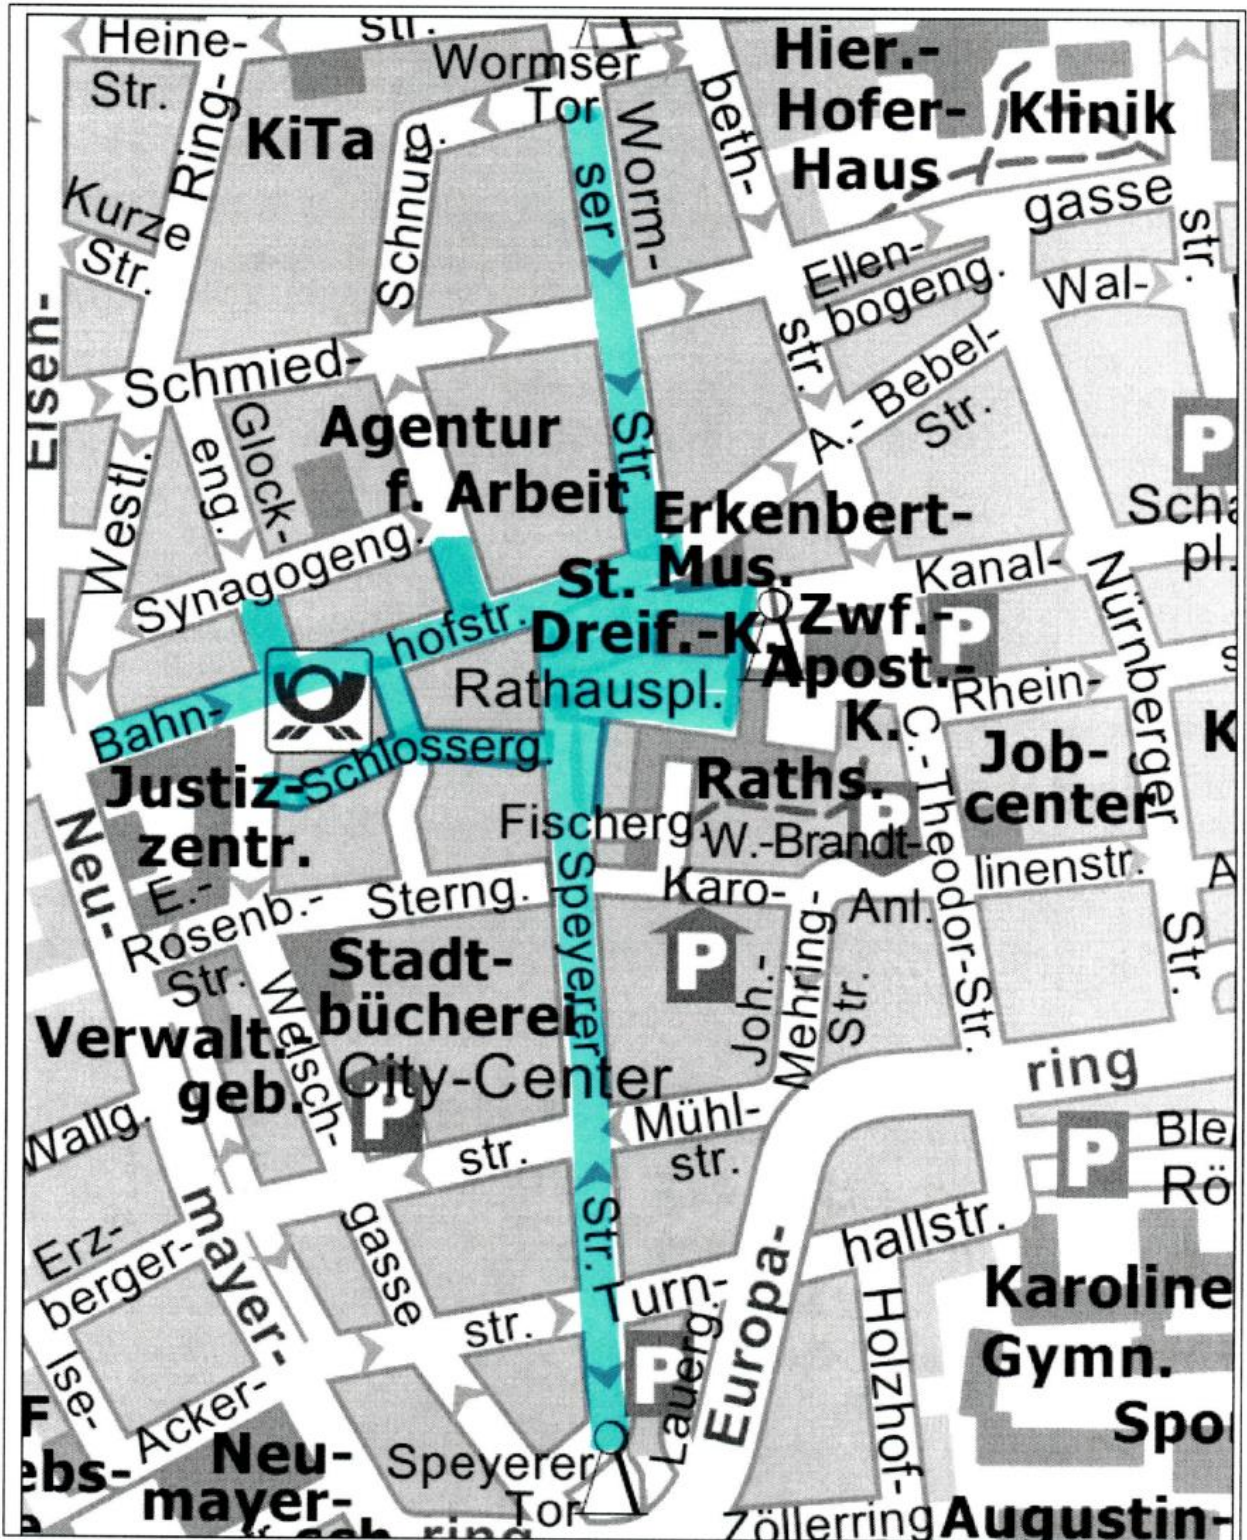 Heine-
Str.
str.
Wormser
Tor
Hier.-
Hofer-
Haus
Klinik
KiTa
Ring-
Schnurg.
ser
Worm-
beth-
gasse
str.
Kurze
Str.
Ellen-
bogeng.
Wal-
Eisen-
Schmied-
str.
A.- Bebel-
Str.
Glock-
eng.
Westl.
Agentur
f. Arbeit
Str.
P
Erkenbert-
Mus.
Synagogeng.
St.
Dreif.-K.
Kanal-
Nürnberger
Zwf.-
Apost.-
K.
P
hofstr.
Rathauspl.
Rhein-
Bahn-
Schlosserg.
Justiz-
zentr.
Raths.
P
C.-Theodor-Str.
Job-
center
Fischerg.
W.-Brandt-
Anl.
linenstr.
Neu-
E.-
Rosenb.-
Str.
Sterng.
Karo-
Speyerer
Stadt-
bücherei
P
Joh.-
Mehring-
Str.
Str.
Verwalt.
geb.
Welsch-
City-Center
P
ring
Wallg.
Mühl-
str.
str.
P
Rö
Str.
mayer-
gasse
Erz-
berger-
hallstr.
Turn-
str.
Europa-
Karoline
Gymn.
P
Lauerg.
Holzhof-
Ise-
Acker-
Neu-
mayer-
ring
Speyerer
Tor
Zöllerring
Augustin-